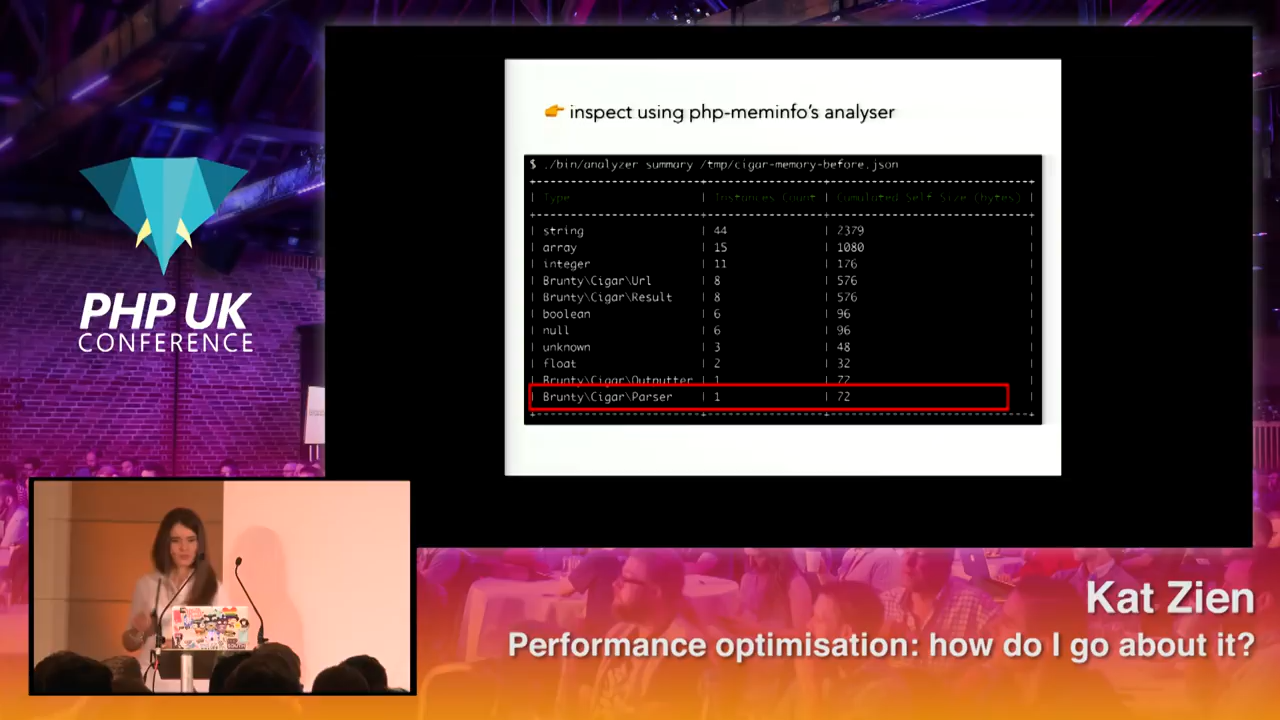 👉 inspect using php-meminfo's analyser
$ ./bin/analyzer summary /tmp/cigar-memory-before.json
| Type | Instances Count | Cumulated Self Size (bytes) |
| string | 44 | 2379 |
| array | 15 | 1080 |
| integer | 11 | 176 |
| Brunty\Cigar\Url | 8 | 576 |
| Brunty\Cigar\Result | 8 | 576 |
| boolean | 6 | 96 |
| null | 6 | 96 |
| unknown | 3 | 48 |
| float | 2 | 32 |
| Brunty\Cigar\Outputter | 1 | 72 |
| Brunty\Cigar\Parser | 1 | 72 |
PHP UK
CONFERENCE
Kat Zien
Performance optimisation: how do I go about it?